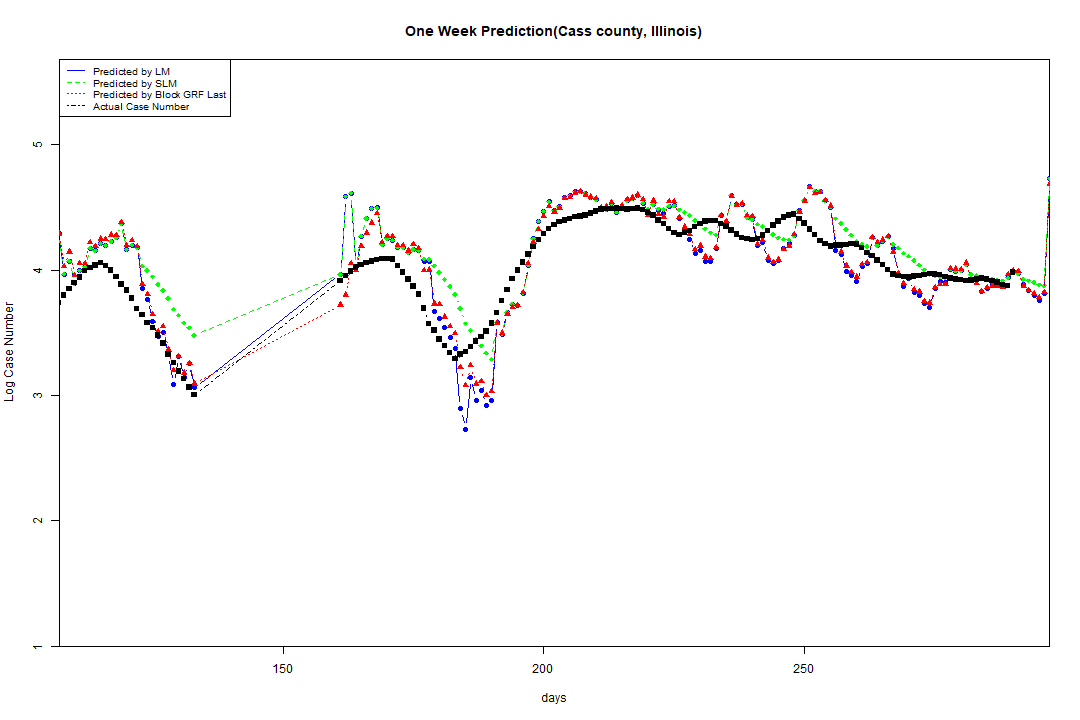 One Week Prediction(Cass county, Illinois)
Predicted by LM
Predicted by SLM
Predicted by Block GRF Last
Actual Case Number
5
4
3
2
1
Log Case Number
150
200
250
days